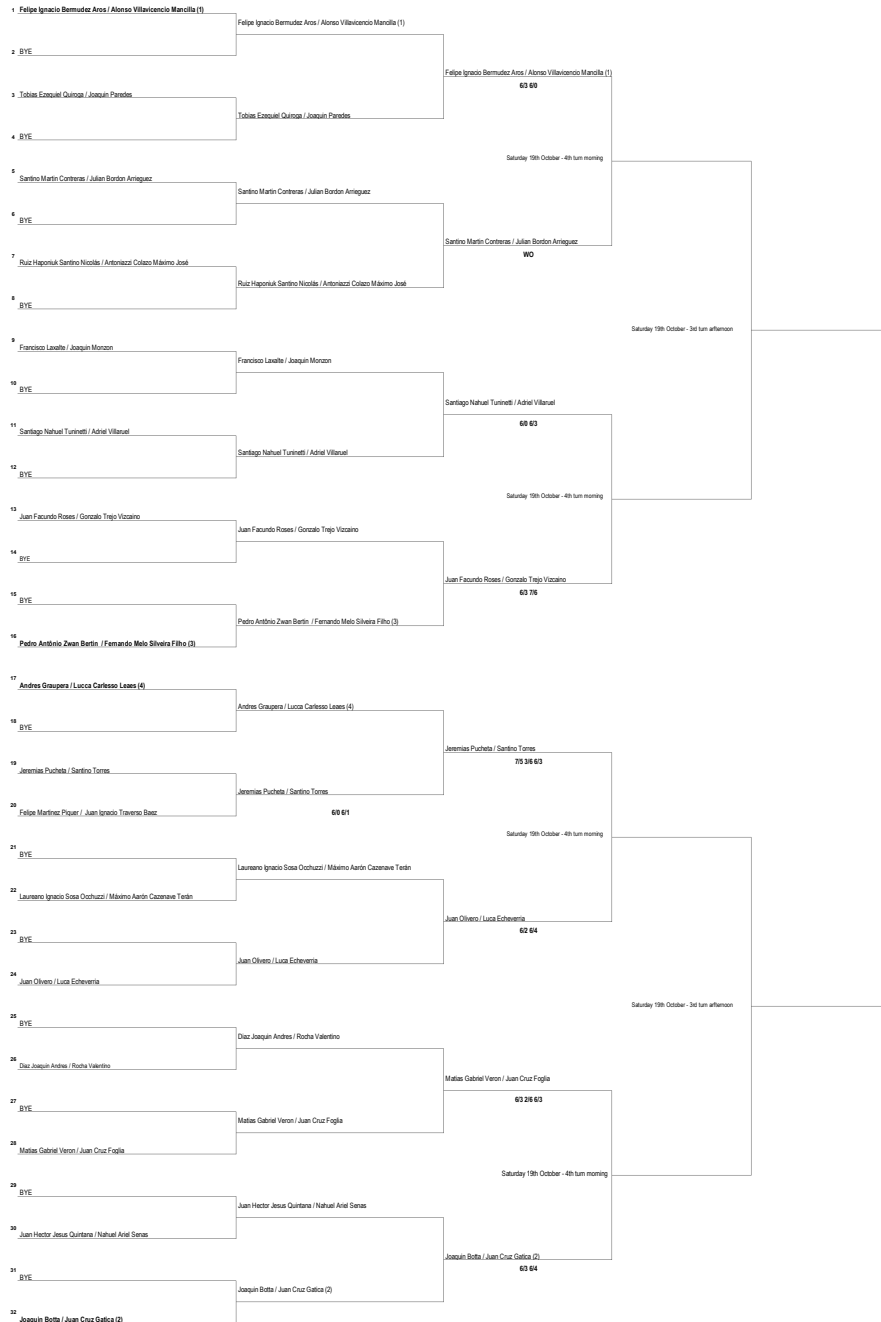 1 Felipe Ignacio Bermudez Aros / Alonso Villavicencio Mancilla (1)
Felipe Ignacio Bermudez Aros / Alonso Villavicencio Mancilla (1)
2 BYE
Felipe Ignacio Bermudez Aros / Alonso Villavicencio Mancilla (1)
6/3 6/0
3 Tobias Ezequiel Quiroga / Joaquin Paredes
Tobias Ezequiel Quiroga / Joaquin Paredes
4 BYE
Saturday 19th October - 4th turn morning
5 Santino Martin Contreras / Julian Bordon Arrieguez
Santino Martin Contreras / Julian Bordon Arrieguez
6 BYE
Santino Martin Contreras / Julian Bordon Arrieguez
WO
7 Ruiz Haponiuk Santino Nicolás / Antoniazzi Colazo Máximo José
Ruiz Haponiuk Santino Nicolás / Antoniazzi Colazo Máximo José
8 BYE
Saturday 19th October - 3rd turn arfternoon
9 Francisco Laxalte / Joaquin Monzon
Francisco Laxalte / Joaquin Monzon
10 BYE
Santiago Nahuel Tuninetti / Adriel Villaruel
6/0 6/3
11 Santiago Nahuel Tuninetti / Adriel Villaruel
Santiago Nahuel Tuninetti / Adriel Villaruel
12 BYE
Saturday 19th October - 4th turn morning
13 Juan Facundo Roses / Gonzalo Trejo Vizcaino
Juan Facundo Roses / Gonzalo Trejo Vizcaino
14 BYE
Juan Facundo Roses / Gonzalo Trejo Vizcaino
6/3 7/6
15 BYE
Pedro Antônio Zwan Bertin / Fernando Melo Silveira Filho (3)
16 Pedro Antônio Zwan Bertin / Fernando Melo Silveira Filho (3)
17 Andres Graupera / Lucca Carlesso Leaes (4)
Andres Graupera / Lucca Carlesso Leaes (4)
18 BYE
Jeremias Pucheta / Santino Torres
7/5 3/6 6/3
19 Jeremias Pucheta / Santino Torres
Jeremias Pucheta / Santino Torres
20 Felipe Martinez Piquer / Juan Ignacio Traverso Baez
6/0 6/1
Saturday 19th October - 4th turn morning
21 BYE
Laureano Ignacio Sosa Occhuzzi / Máximo Aarón Cazenave Terán
22 Laureano Ignacio Sosa Occhuzzi / Máximo Aarón Cazenave Terán
Juan Olivero / Luca Echeverria
6/2 6/4
23 BYE
Juan Olivero / Luca Echeverria
24 Juan Olivero / Luca Echeverria
Saturday 19th October - 3rd turn arfternoon
25 BYE
Diaz Joaquin Andres / Rocha Valentino
26 Diaz Joaquin Andres / Rocha Valentino
Matias Gabriel Veron / Juan Cruz Foglia
6/3 2/6 6/3
27 BYE
Matias Gabriel Veron / Juan Cruz Foglia
28 Matias Gabriel Veron / Juan Cruz Foglia
Saturday 19th October - 4th turn morning
29 BYE
Juan Hector Jesus Quintana / Nahuel Ariel Senas
30 Juan Hector Jesus Quintana / Nahuel Ariel Senas
Joaquin Botta / Juan Cruz Gatica (2)
6/3 6/4
31 BYE
Joaquin Botta / Juan Cruz Gatica (2)
32 Joaquin Botta / Juan Cruz Gatica (2)